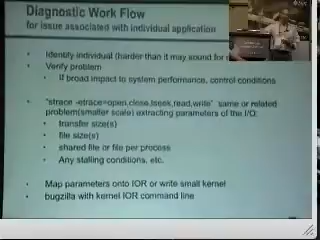 Diagnostic Work Flow
for issue associated with individual application
Identify individual (harder than it may sound for
Verify problem
If broad impact to system performance, control conditions
"strace -etrace=open,close,lseek,read,write" same or related
problem(smaller scale) extracting parameters of the I/O:
transfer size(s)
file size(s)
shared file or file per process
Any stalling conditions, etc.
Map parameters onto IOR or write small kernel
bugzilla with kernel IOR command line